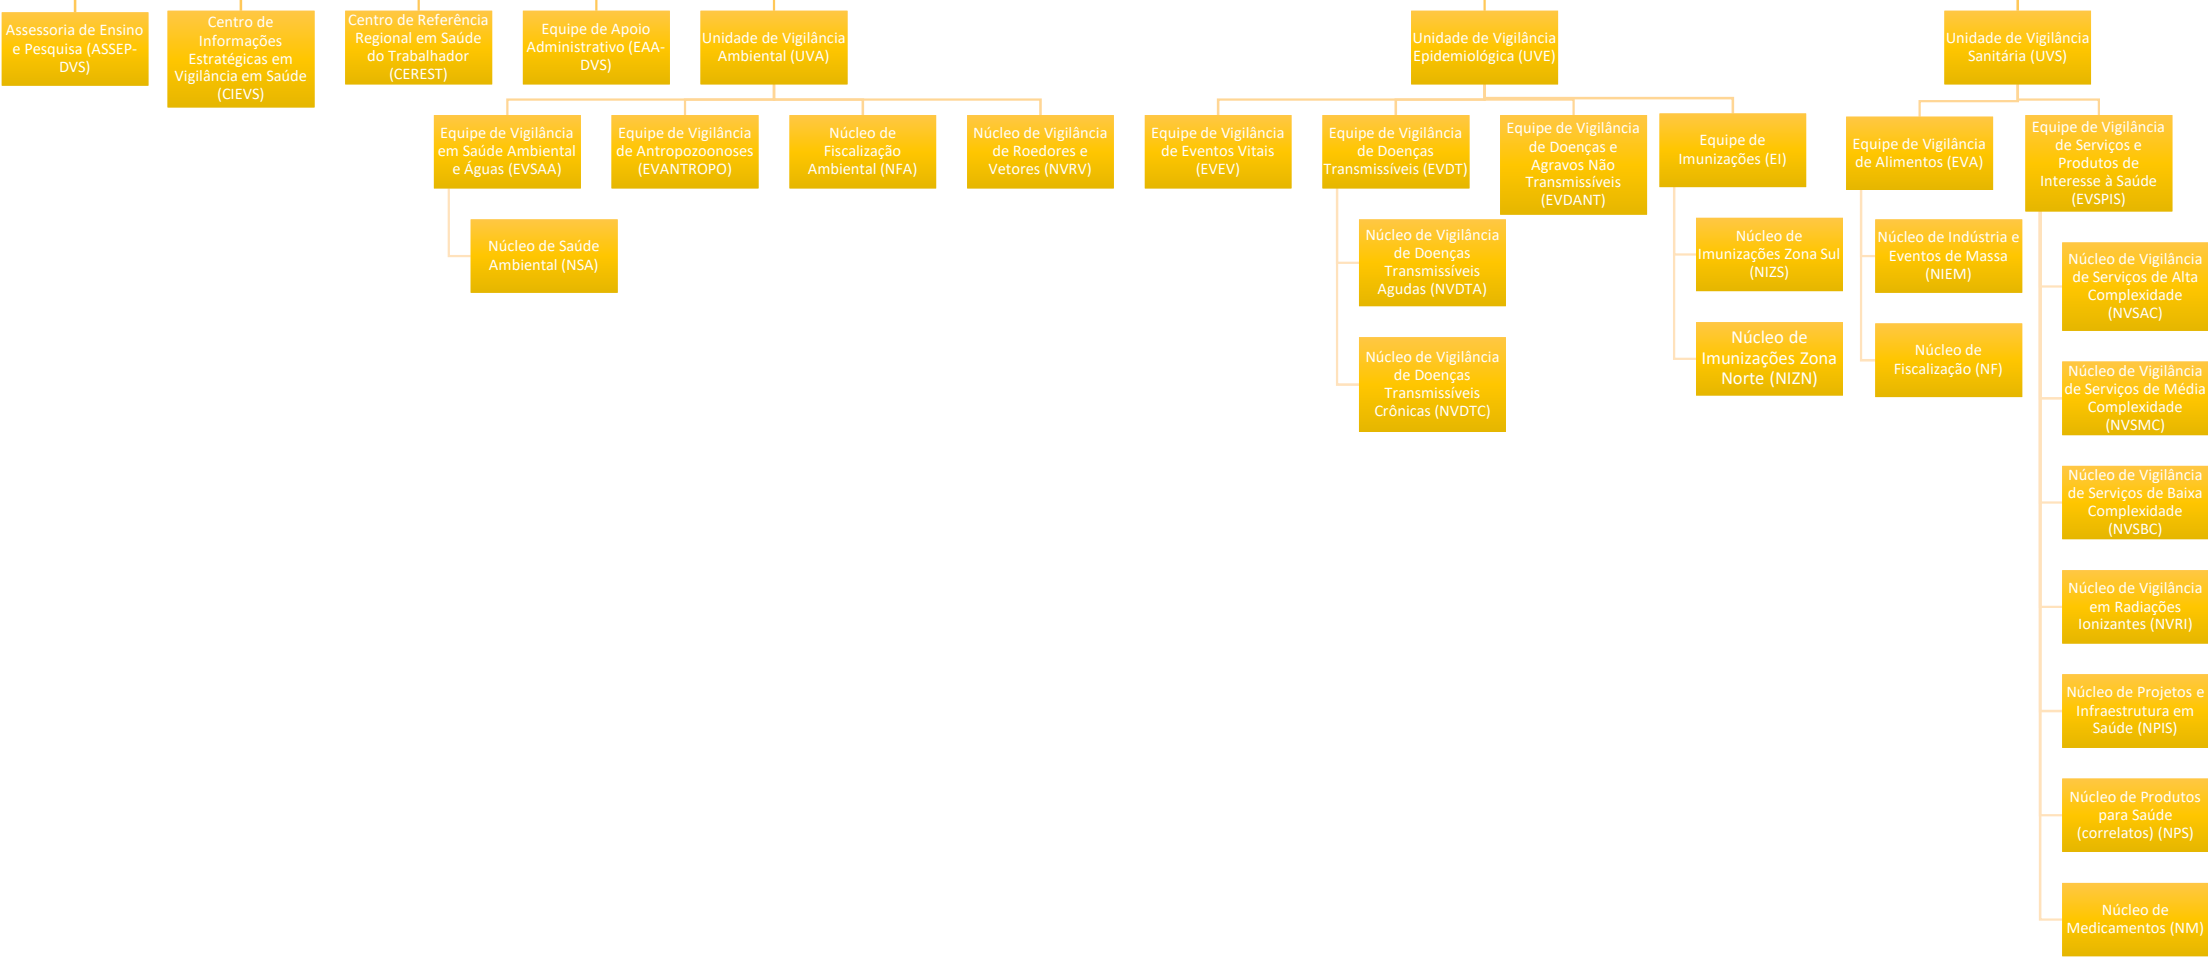 Assessoria de Ensino
e Pesquisa (ASSEP-
DVS)
Centro de
Informações
Estratégicas em
Vigilância em Saúde
(CIEVS)
Centro de Referência
Regional em Saúde
do Trabalhador
(CEREST)
Equipe de Apoio
Administrativo (EAA-
DVS)
Unidade de Vigilância
Ambiental (UVA)
Unidade de Vigilância
Epidemiológica (UVE)
Unidade de Vigilância
Sanitária (UVS)
Equipe de Vigilância
em Saúde Ambiental
e Águas (EVSAA)
Equipe de Vigilância
de Antropozoonoses
(EVANTROPO)
Núcleo de
Fiscalização
Ambiental (NFA)
Núcleo de Vigilância
de Roedores e
Vetores (NVRV)
Equipe de Vigilância
de Eventos Vitais
(EVEV)
Equipe de Vigilância
de Doenças
Transmissíveis (EVDT)
Equipe de Vigilância
de Doenças e
Agravos Não
Transmissíveis
(EVDANT)
Equipe de
Imunizações (EI)
Equipe de Vigilância
de Alimentos (EVA)
Equipe de Vigilância
de Serviços e
Produtos de
Interesse à Saúde
(EVSPIS)
Núcleo de Saúde
Ambiental (NSA)
Núcleo de Vigilância
de Doenças
Transmissíveis
Agudas (NVDTA)
Núcleo de Vigilância
de Doenças
Transmissíveis
Crônicas (NVDTC)
Núcleo de
Imunizações Zona Sul
(NIZS)
Núcleo de
Imunizações Zona
Norte (NIZN)
Núcleo de Indústria e
Eventos de Massa
(NIEM)
Núcleo de
Fiscalização (NF)
Núcleo de Vigilância
de Serviços de Alta
Complexidade
(NVSAC)
Núcleo de Vigilância
de Serviços de Média
Complexidade
(NVSMC)
Núcleo de Vigilância
de Serviços de Baixa
Complexidade
(NVSBC)
Núcleo de Vigilância
em Radiações
Ionizantes (NVRI)
Núcleo de Projetos e
Infraestrutura em
Saúde (NPIS)
Núcleo de Produtos
para Saúde
(correlatos) (NPS)
Núcleo de
Medicamentos (NM)